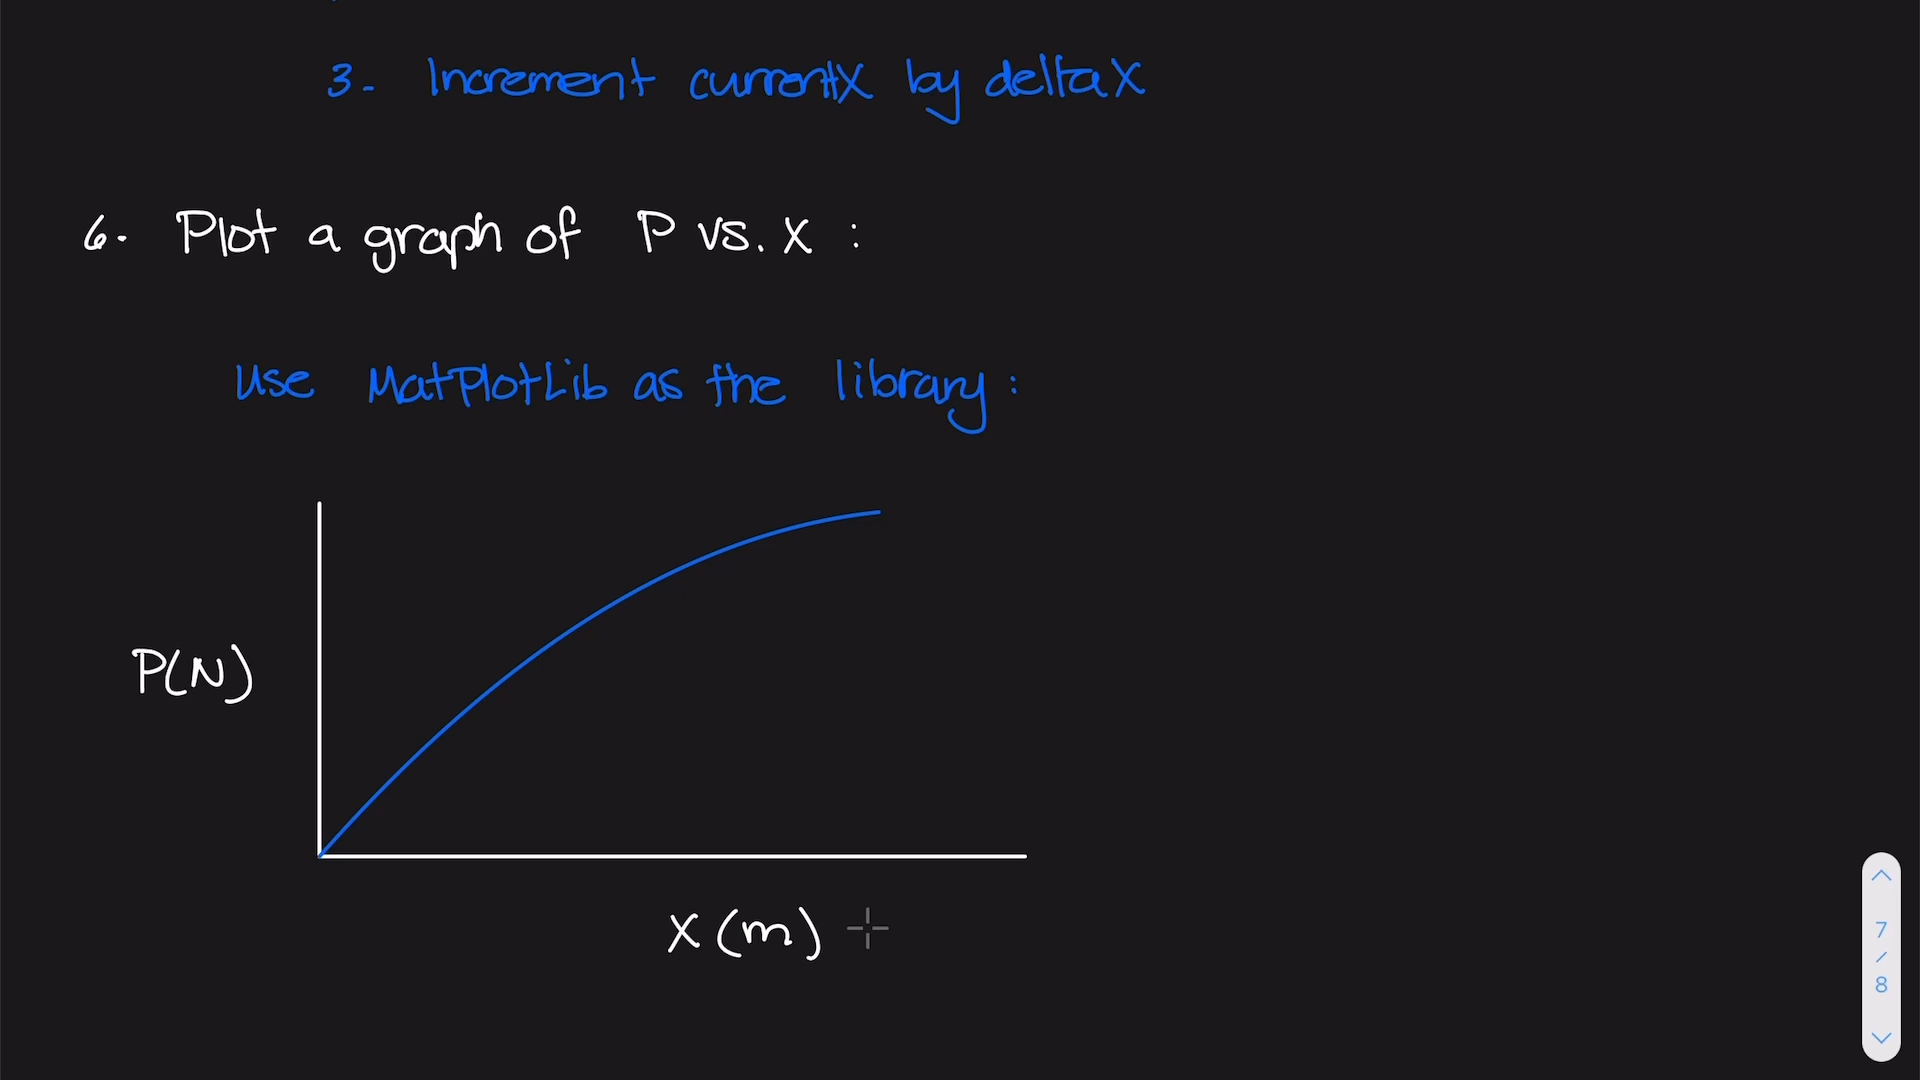 3. Increment currentX by deltaX
6. Plot a graph of P vs. x :
Use MatPlotLib as the library :
P(N)
x (m)
7
/
8